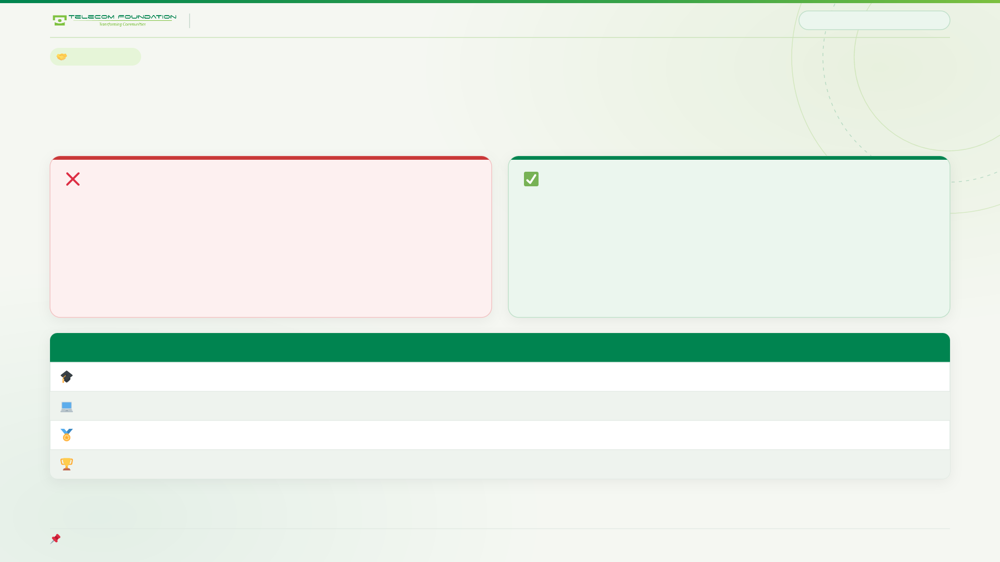 TELECOM FOUNDATION
Transforming Communities